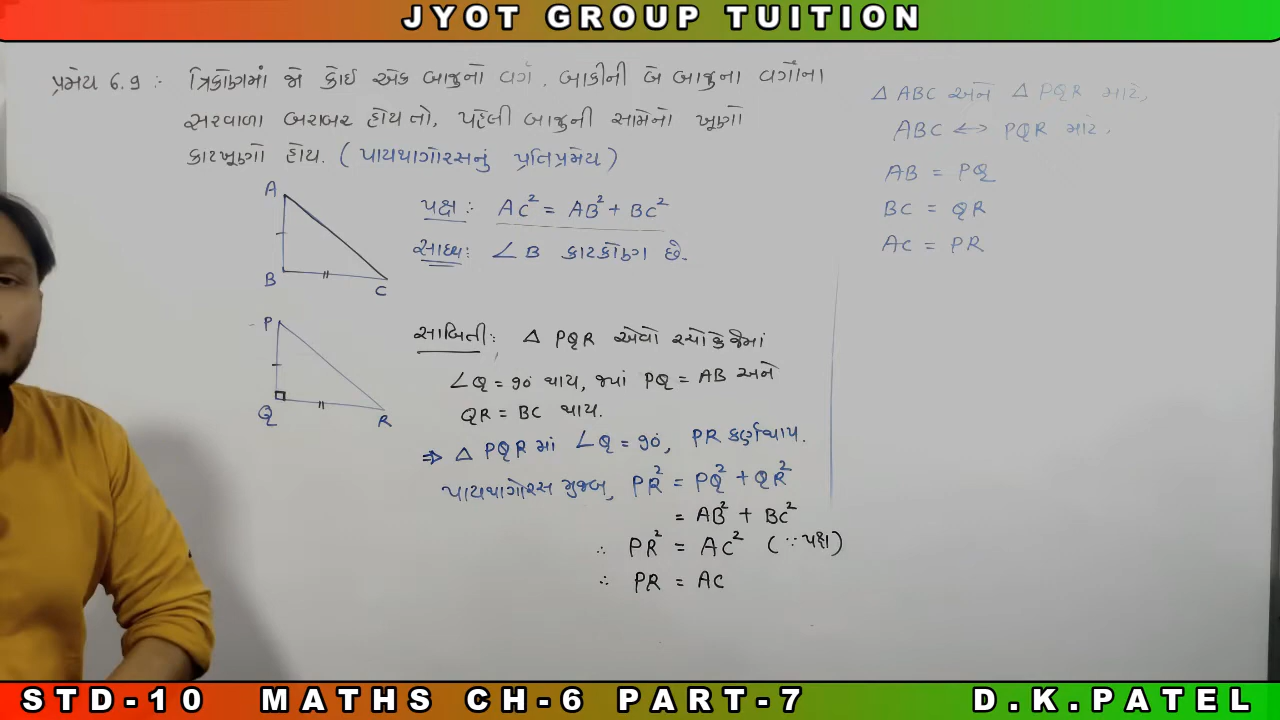 JYOT GROUP TUITION
પ્રમેય 6.9 :- ત્રિકોણમાં જો કોઈ એક બાજુનો વર્ગ, બાકીની બે બાજુના વર્ગોના
સરવાળા બરાબર હોય તો, પહેલી બાજુની સામેનો ખૂણો
કાટખૂણો હોય. (પાયથાગોરસનું પ્રતિપ્રમેય)
A
B
C
પક્ષ :- AC² = AB² + BC²
સાધ્ય: ∠B કાટકોણ છે.
P
Q
R
સાબિતી :- △ PQR એવો રચો કે જેમાં
∠Q = 90 થાય, જ્યાં PQ = AB અને
QR = BC થાય.
⇒ △ PQR માં ∠Q = 90, PR કર્ણ થાય.
પાયથાગોરસ મુજબ, PR² = PQ² + QR²
= AB² + BC²
∴ PR² = AC² (∵ પક્ષ)
∴ PR = AC
△ ABC અને △ PQR માટે,
ABC ↔ PQR માટે,
AB = PQ
BC = QR
AC = PR
STD-10 MATHS CH-6 PART-7 D.K.PATEL